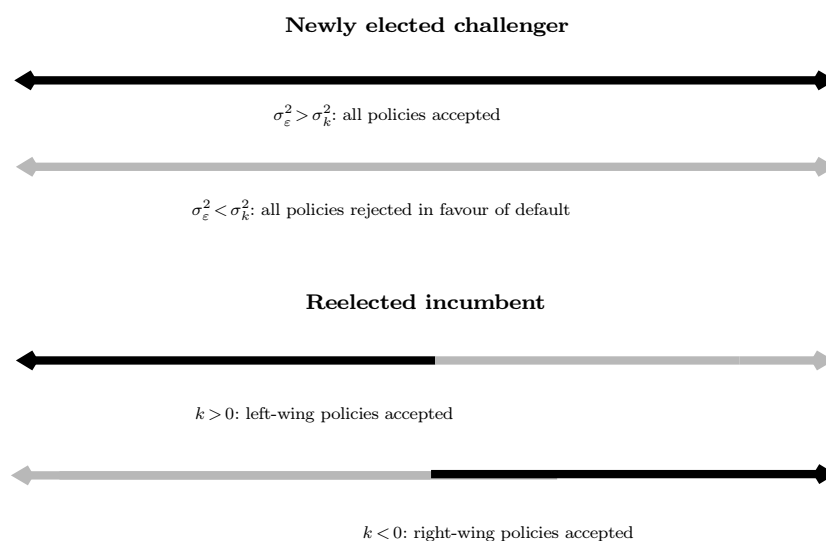 Newly elected challenger
σ²_ε > σ²_k: all policies accepted
σ²_ε < σ²_k: all policies rejected in favour of default
Reelected incumbent
k > 0: left-wing policies accepted
k < 0: right-wing policies accepted